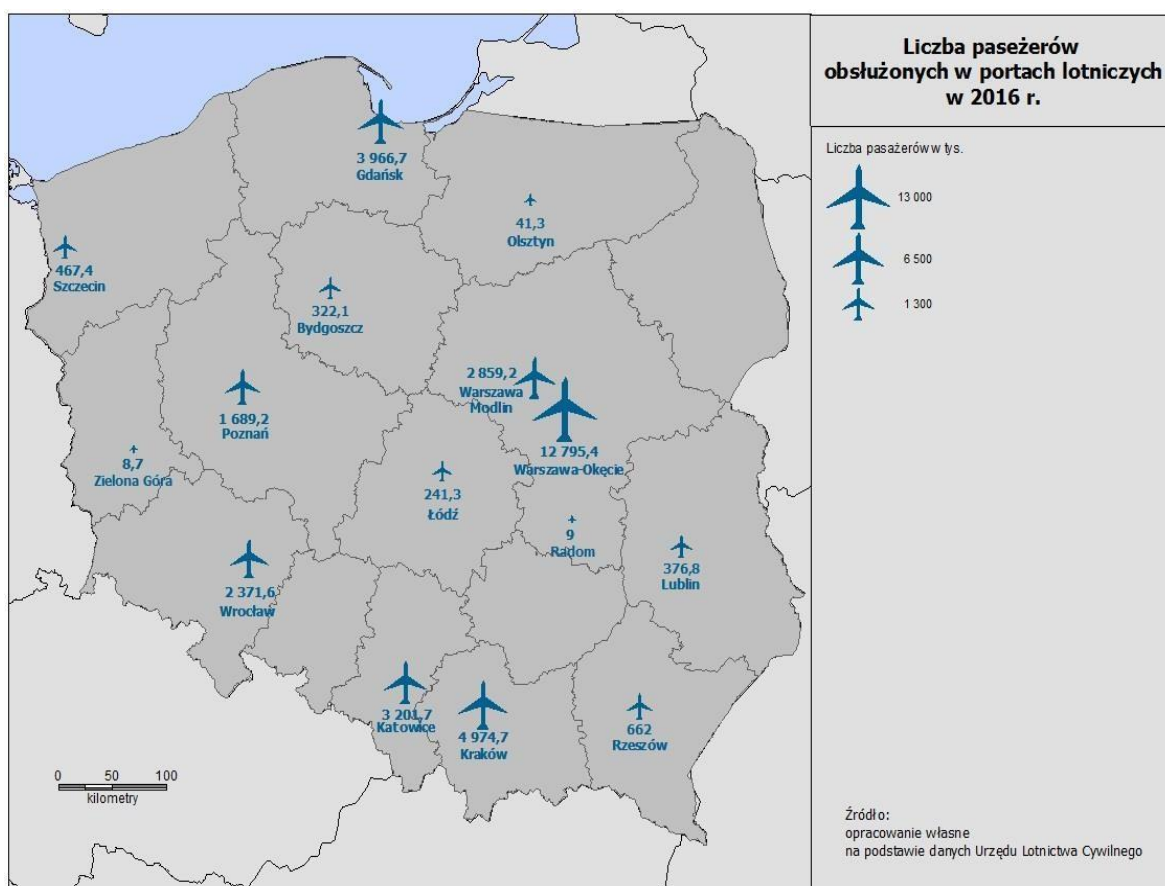 Liczba paseżerów
obsłużonych w portach lotniczych
w 2016 r.
Liczba pasażerów w tys.
13 000
6 500
1 300
3 966,7
Gdańsk
41,3
Olsztyn
467,4
Szczecin
322,1
Bydgoszcz
2 859,2
Warszawa
Modlin
1 689,2
Poznań
12 795,4
Warszawa-Okęcie
8,7
Zielona Góra
241,3
Łódź
9
Radom
376,8
Lublin
2 371,6
Wrocław
3 201,7
Katowice
4 974,7
Kraków
662
Rzeszów
0 50 100
kilometry
Źródło:
opracowanie własne
na podstawie danych Urzędu Lotnictwa Cywilnego